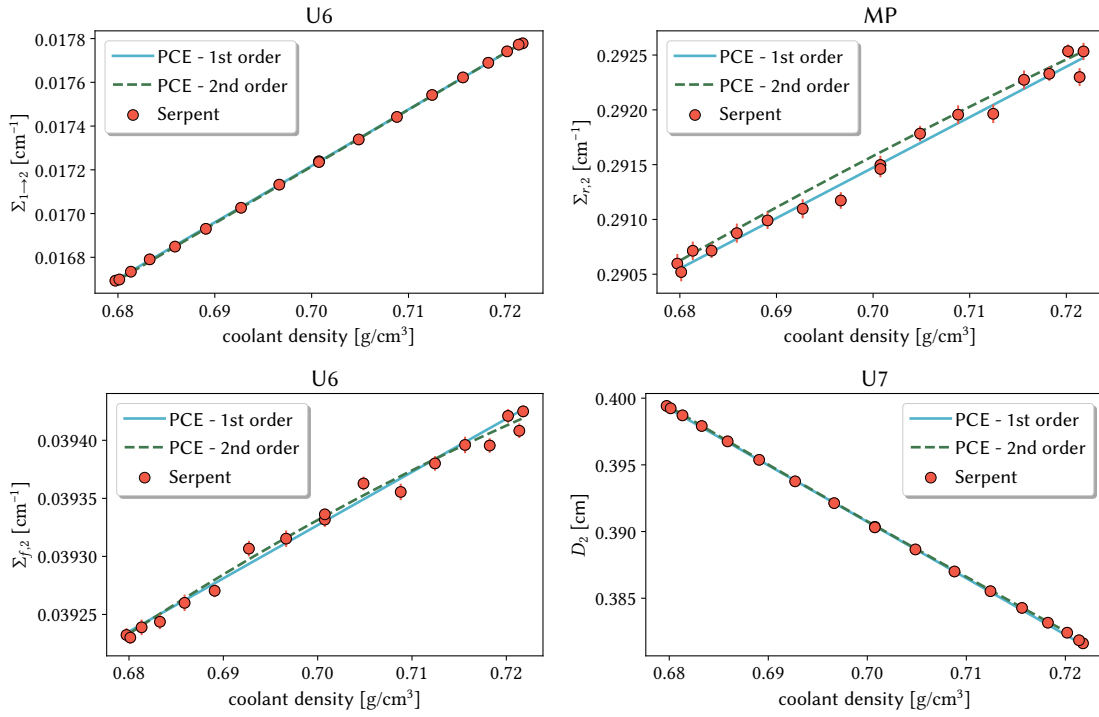 U6
0.0178
0.0176
0.0174
0.0172
0.0170
0.0168
Σ1→2 [cm⁻¹]
PCE - 1st order
PCE - 2nd order
Serpent
0.68 0.69 0.70 0.71 0.72
coolant density [g/cm³]
MP
0.2925
0.2920
0.2915
0.2910
0.2905
Σr,2 [cm⁻¹]
PCE - 1st order
PCE - 2nd order
Serpent
0.68 0.69 0.70 0.71 0.72
coolant density [g/cm³]
U6
0.03940
0.03935
0.03930
0.03925
Σf,2 [cm⁻¹]
PCE - 1st order
PCE - 2nd order
Serpent
0.68 0.69 0.70 0.71 0.72
coolant density [g/cm³]
U7
0.400
0.395
0.390
0.385
D2 [cm]
PCE - 1st order
PCE - 2nd order
Serpent
0.68 0.69 0.70 0.71 0.72
coolant density [g/cm³]